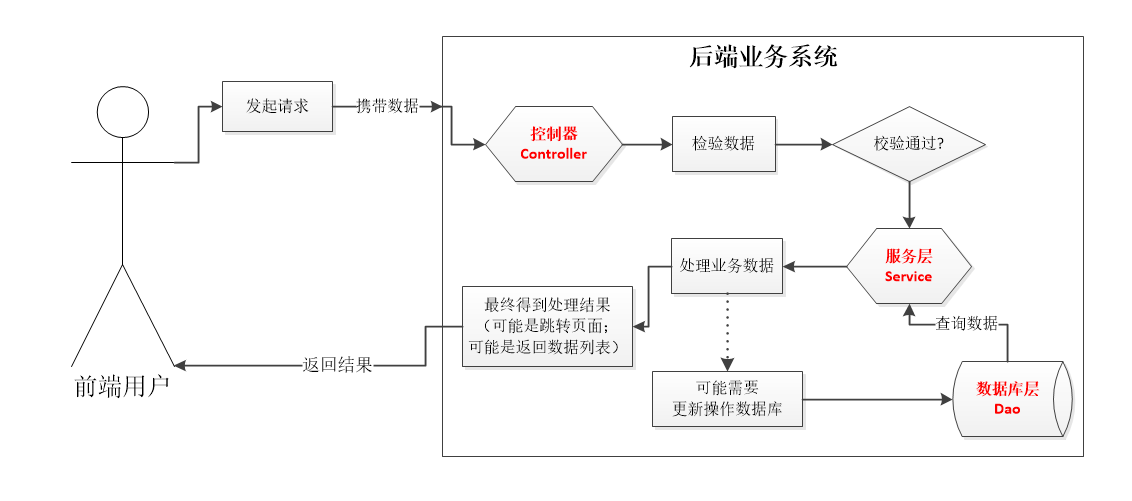 后端业务系统
发起请求
携带数据
控制器
Controller
检验数据
校验通过?
服务层
Service
处理业务数据
最终得到处理结果
（可能是跳转页面；
可能是返回数据列表）
查询数据
返回结果
前端用户
可能需要
更新操作数据库
数据库层
Dao